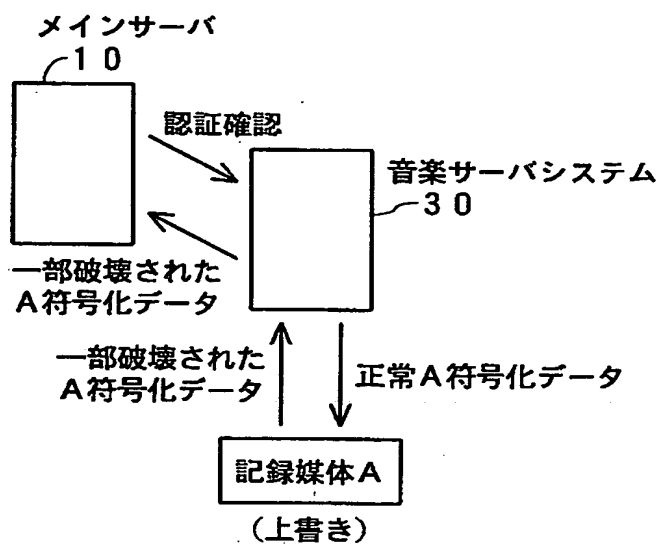 メインサーバ
10
認証確認
音楽サーバシステム
30
一部破壊された
A符号化データ
一部破壊された
A符号化データ
正常A符号化データ
記録媒体A
(上書き)